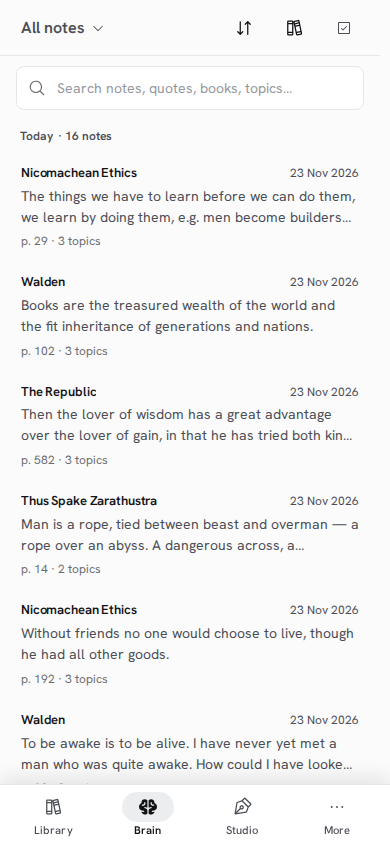 All notes
Search notes, quotes, books, topics...
Today · 16 notes
Nicomachean Ethics 23 Nov 2026
The things we have to learn before we can do them,
we learn by doing them, e.g. men become builders...
p. 29 · 3 topics
Walden 23 Nov 2026
Books are the treasured wealth of the world and
the fit inheritance of generations and nations.
p. 102 · 3 topics
The Republic 23 Nov 2026
Then the lover of wisdom has a great advantage
over the lover of gain, in that he has tried both kin...
p. 582 · 3 topics
Thus Spake Zarathustra 23 Nov 2026
Man is a rope, tied between beast and overman — a
rope over an abyss. A dangerous across, a...
p. 14 · 2 topics
Nicomachean Ethics 23 Nov 2026
Without friends no one would choose to live, though
he had all other goods.
p. 192 · 3 topics
Walden 23 Nov 2026
To be awake is to be alive. I have never yet met a
man who was quite awake. How could I have looke...
Library Brain Studio More